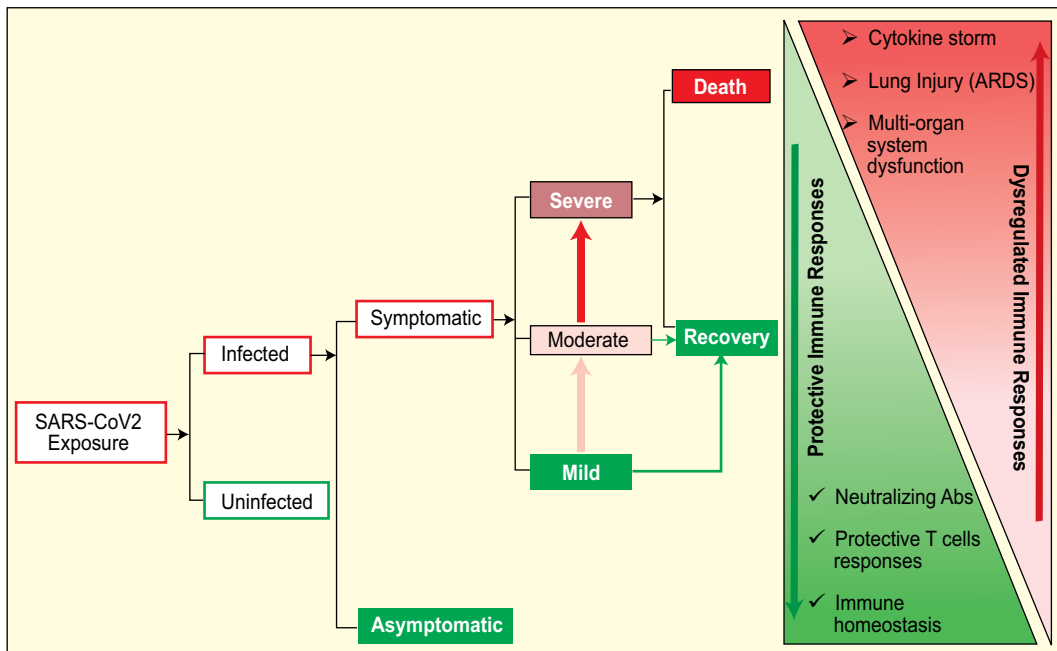 SARS-CoV2
Exposure
Infected
Uninfected
Symptomatic
Asymptomatic
Severe
Moderate
Mild
Death
Recovery
Protective Immune Responses
Neutralizing Abs
Protective T cells
responses
Immune
homeostasis
Cytokine storm
Lung Injury (ARDS)
Multi-organ
system
dysfunction
Dysregulated Immune Responses